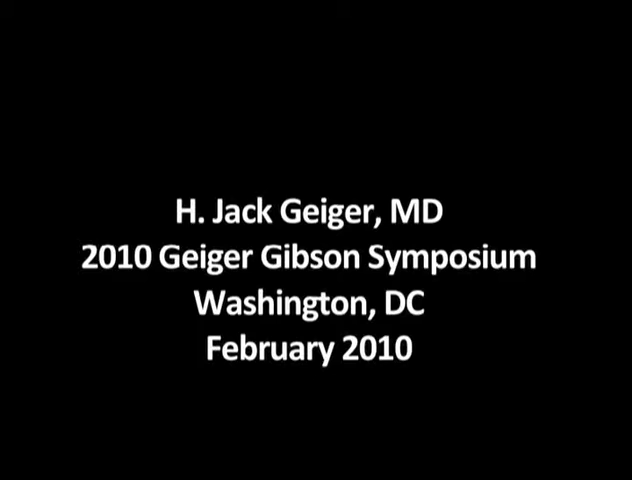 H. Jack Geiger, MD
2010 Geiger Gibson Symposium
Washington, DC
February 2010